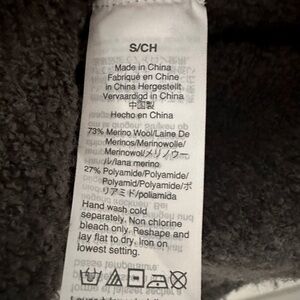 S/CH
Made in China
Fabriqué en Chine
in China Hergestellt
Vervaardigd in China
中国製
Hecho en China
73% Merino Wool/Laine De
Merinos/Merinowolle/
Merinowol/メリノウー
ル/lana merino
27% Polyamide/Polyamide/
Polyamid/Polyamide/ポ
リアミド/poliamida
Hand wash cold
separately. Non chlorine
bleach only. Reshape and
lay flat to dry. Iron on
lowest setting.